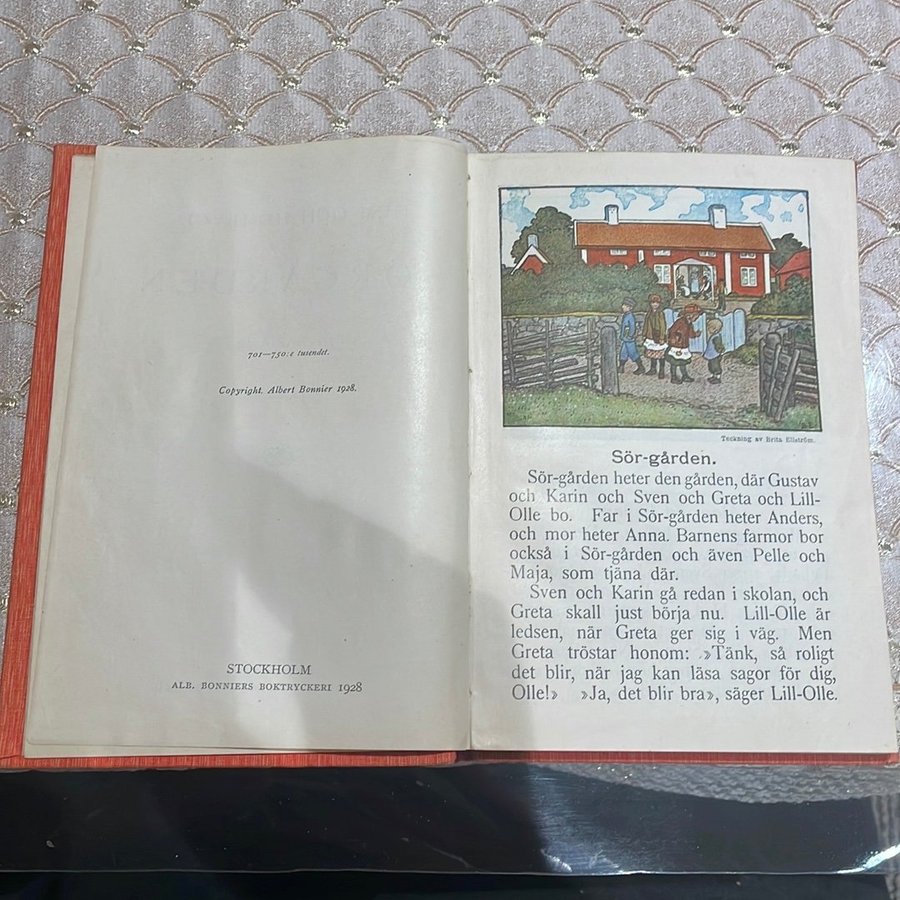 701—750:e tusendet.
Copyright. Albert Bonnier 1928.
STOCKHOLM
ALB. BONNIERS BOKTRYCKERI 1928
Teckning av Brita Ellström.
Sör-gården.
Sör-gården heter den gården, där Gustav
och Karin och Sven och Greta och Lill-
Olle bo. Far i Sör-gården heter Anders,
och mor heter Anna. Barnens farmor bor
också i Sör-gården och även Pelle och
Maja, som tjäna där.
Sven och Karin gå redan i skolan, och
Greta skall just börja nu. Lill-Olle är
ledsen, när Greta ger sig i väg. Men
Greta tröstar honom: »Tänk, så roligt
det blir, när jag kan läsa sagor för dig,
Olle!» »Ja, det blir bra», säger Lill-Olle.